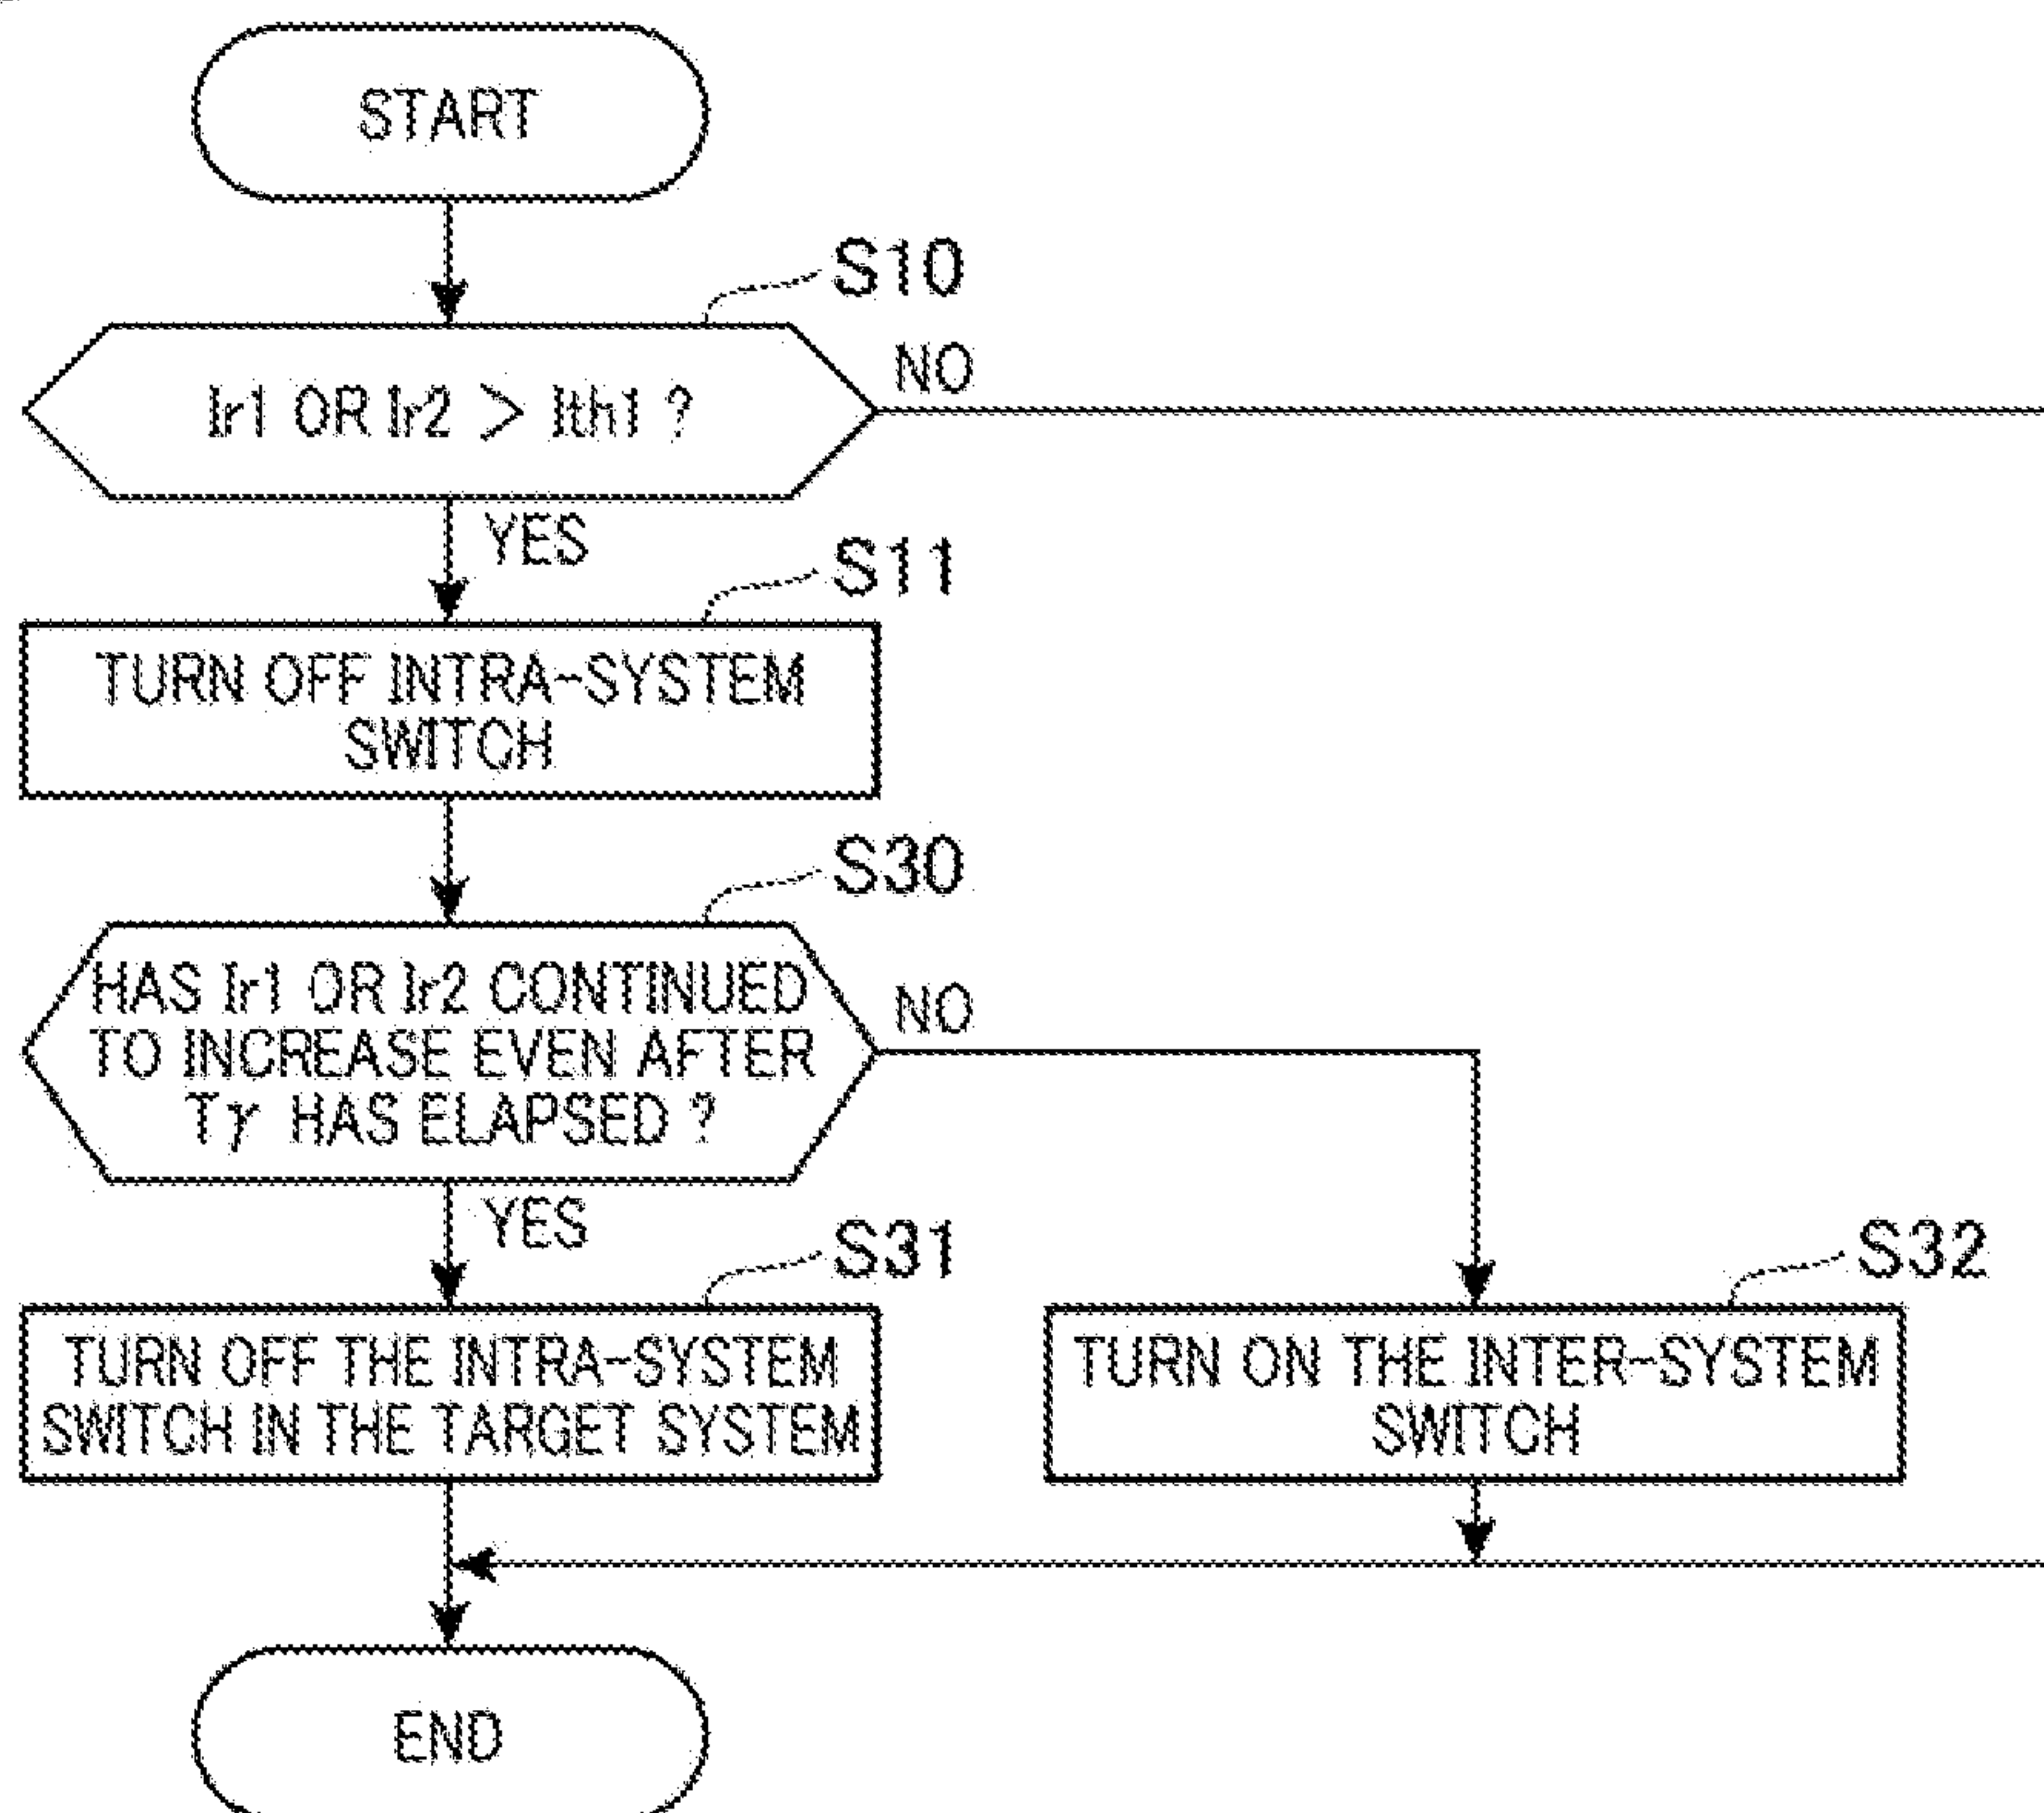 START
S10
Ir1 OR Ir2 > Ith1 ?
NO
YES
S11
TURN OFF INTRA-SYSTEM
SWITCH
S30
HAS Ir1 OR Ir2 CONTINUED
TO INCREASE EVEN AFTER
Tγ HAS ELAPSED ?
NO
YES
S31
TURN OFF THE INTRA-SYSTEM
SWITCH IN THE TARGET SYSTEM
S32
TURN ON THE INTER-SYSTEM
SWITCH
END